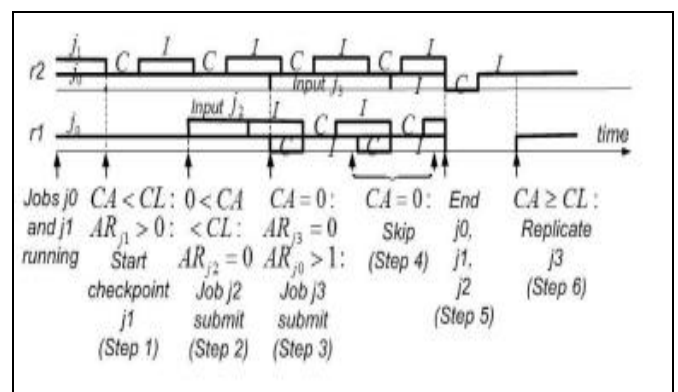 j₁ C I C I C I C I
r2 j₀ Input j₃ I C I
Input j₂ I C I C
r1 j₀ C I C I time
Jobs j0 CA < CL : 0 < CA CA = 0 : CA = 0 : End CA ≥ CL :
and j1 AR_j1 > 0 : < CL : AR_j3 = 0 Skip j0, Replicate
running Start AR_j2 = 0 AR_j0 > 1 : (Step 4) j1, j3
checkpoint Job j2 Job j3 j2 (Step 6)
j1 submit submit (Step 5)
(Step 1) (Step 2) (Step 3)